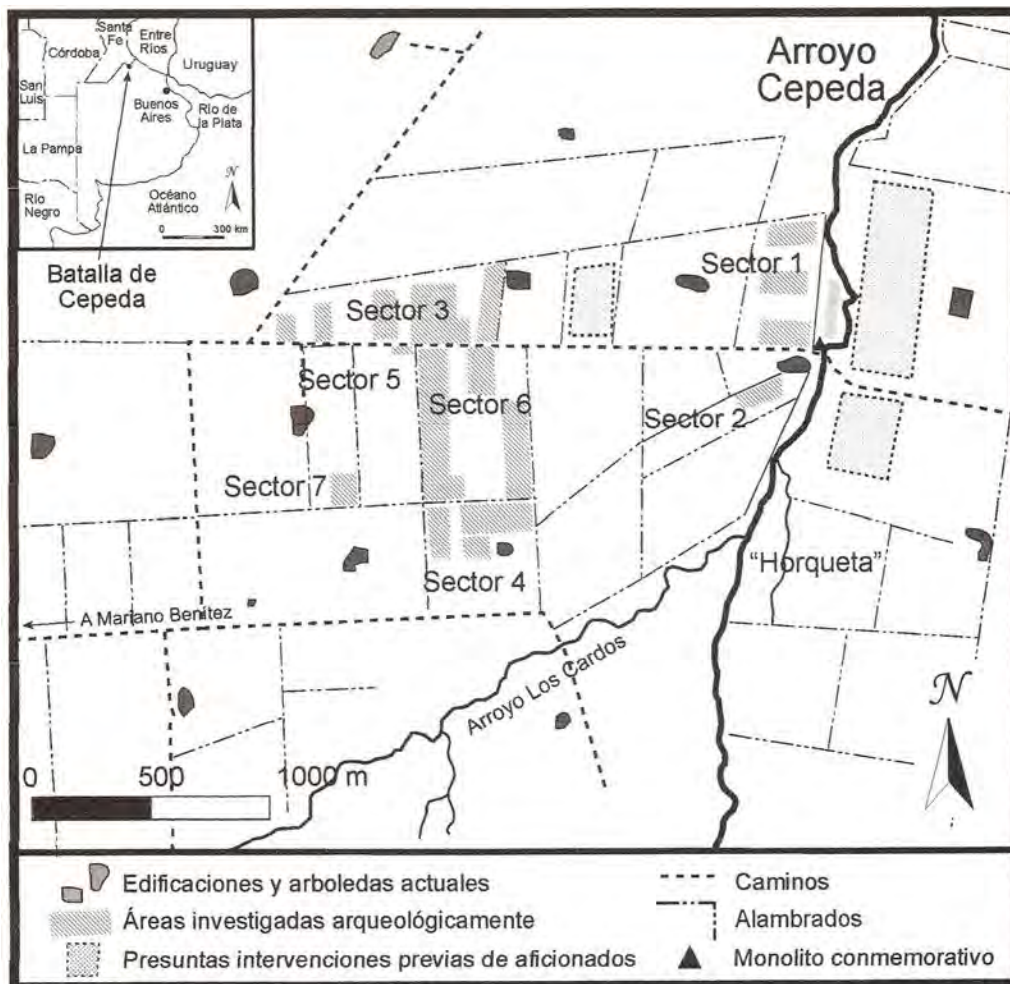 Santa
Fe
Entre
Ríos
Córdoba
Uruguay
San
Luis
Buenos
Aires
Río de
la Plata
La Pampa
Río
Negro
Océano
Atlántico
N
0 300 km
Batalla de
Cepeda
Arroyo
Cepeda
Sector 1
Sector 3
Sector 5
Sector 6
Sector 2
Sector 7
Sector 4
"Horqueta"
A Mariano Benítez
Arroyo Los Cardos
N
0 500 1000 m
Edificaciones y arboledas actuales
Áreas investigadas arqueológicamente
Presuntas intervenciones previas de aficionados
Caminos
Alambrados
Monolito conmemorativo